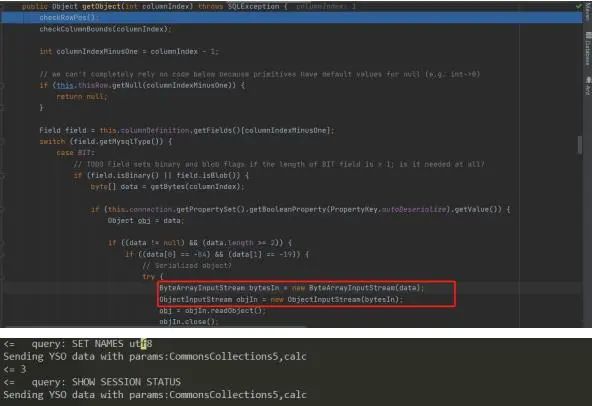 public Object getObject(int columnIndex) throws SQLException {  columnIndex: 1
checkRowPos();
checkColumnBounds(columnIndex);
int columnIndexMinusOne = columnIndex - 1;
// we can't completely rely on code below because primitives have default values for null (e.g. int->0)
if (this.thisRow.getNull(columnIndexMinusOne)) {
return null;
}
Field field = this.columnDefinition.getFields()[columnIndexMinusOne];
switch (field.getMysqlType()) {
case BIT:
// TODO Field sets binary and blob flags if the length of BIT field is > 1; is it needed at all?
if (field.isBinary() || field.isBlob()) {
byte[] data = getBytes(columnIndex);
if (this.connection.getPropertySet().getBooleanProperty(PropertyKey.autoDeserialize).getValue()) {
Object obj = data;
if ((data != null) && (data.length >= 2)) {
if ((data[0] == -84) && (data[1] == -19)) {
// Serialized object?
try {
ByteArrayInputStream bytesIn = new ByteArrayInputStream(data);
ObjectInputStream objIn = new ObjectInputStream(bytesIn);
obj = objIn.readObject();
objIn.close();
Maven
Database
Ant
<=   query: SET NAMES utf8
Sending YSO data with params:CommonsCollections5,calc
<= 3
<=   query: SHOW SESSION STATUS
Sending YSO data with params:CommonsCollections5,calc